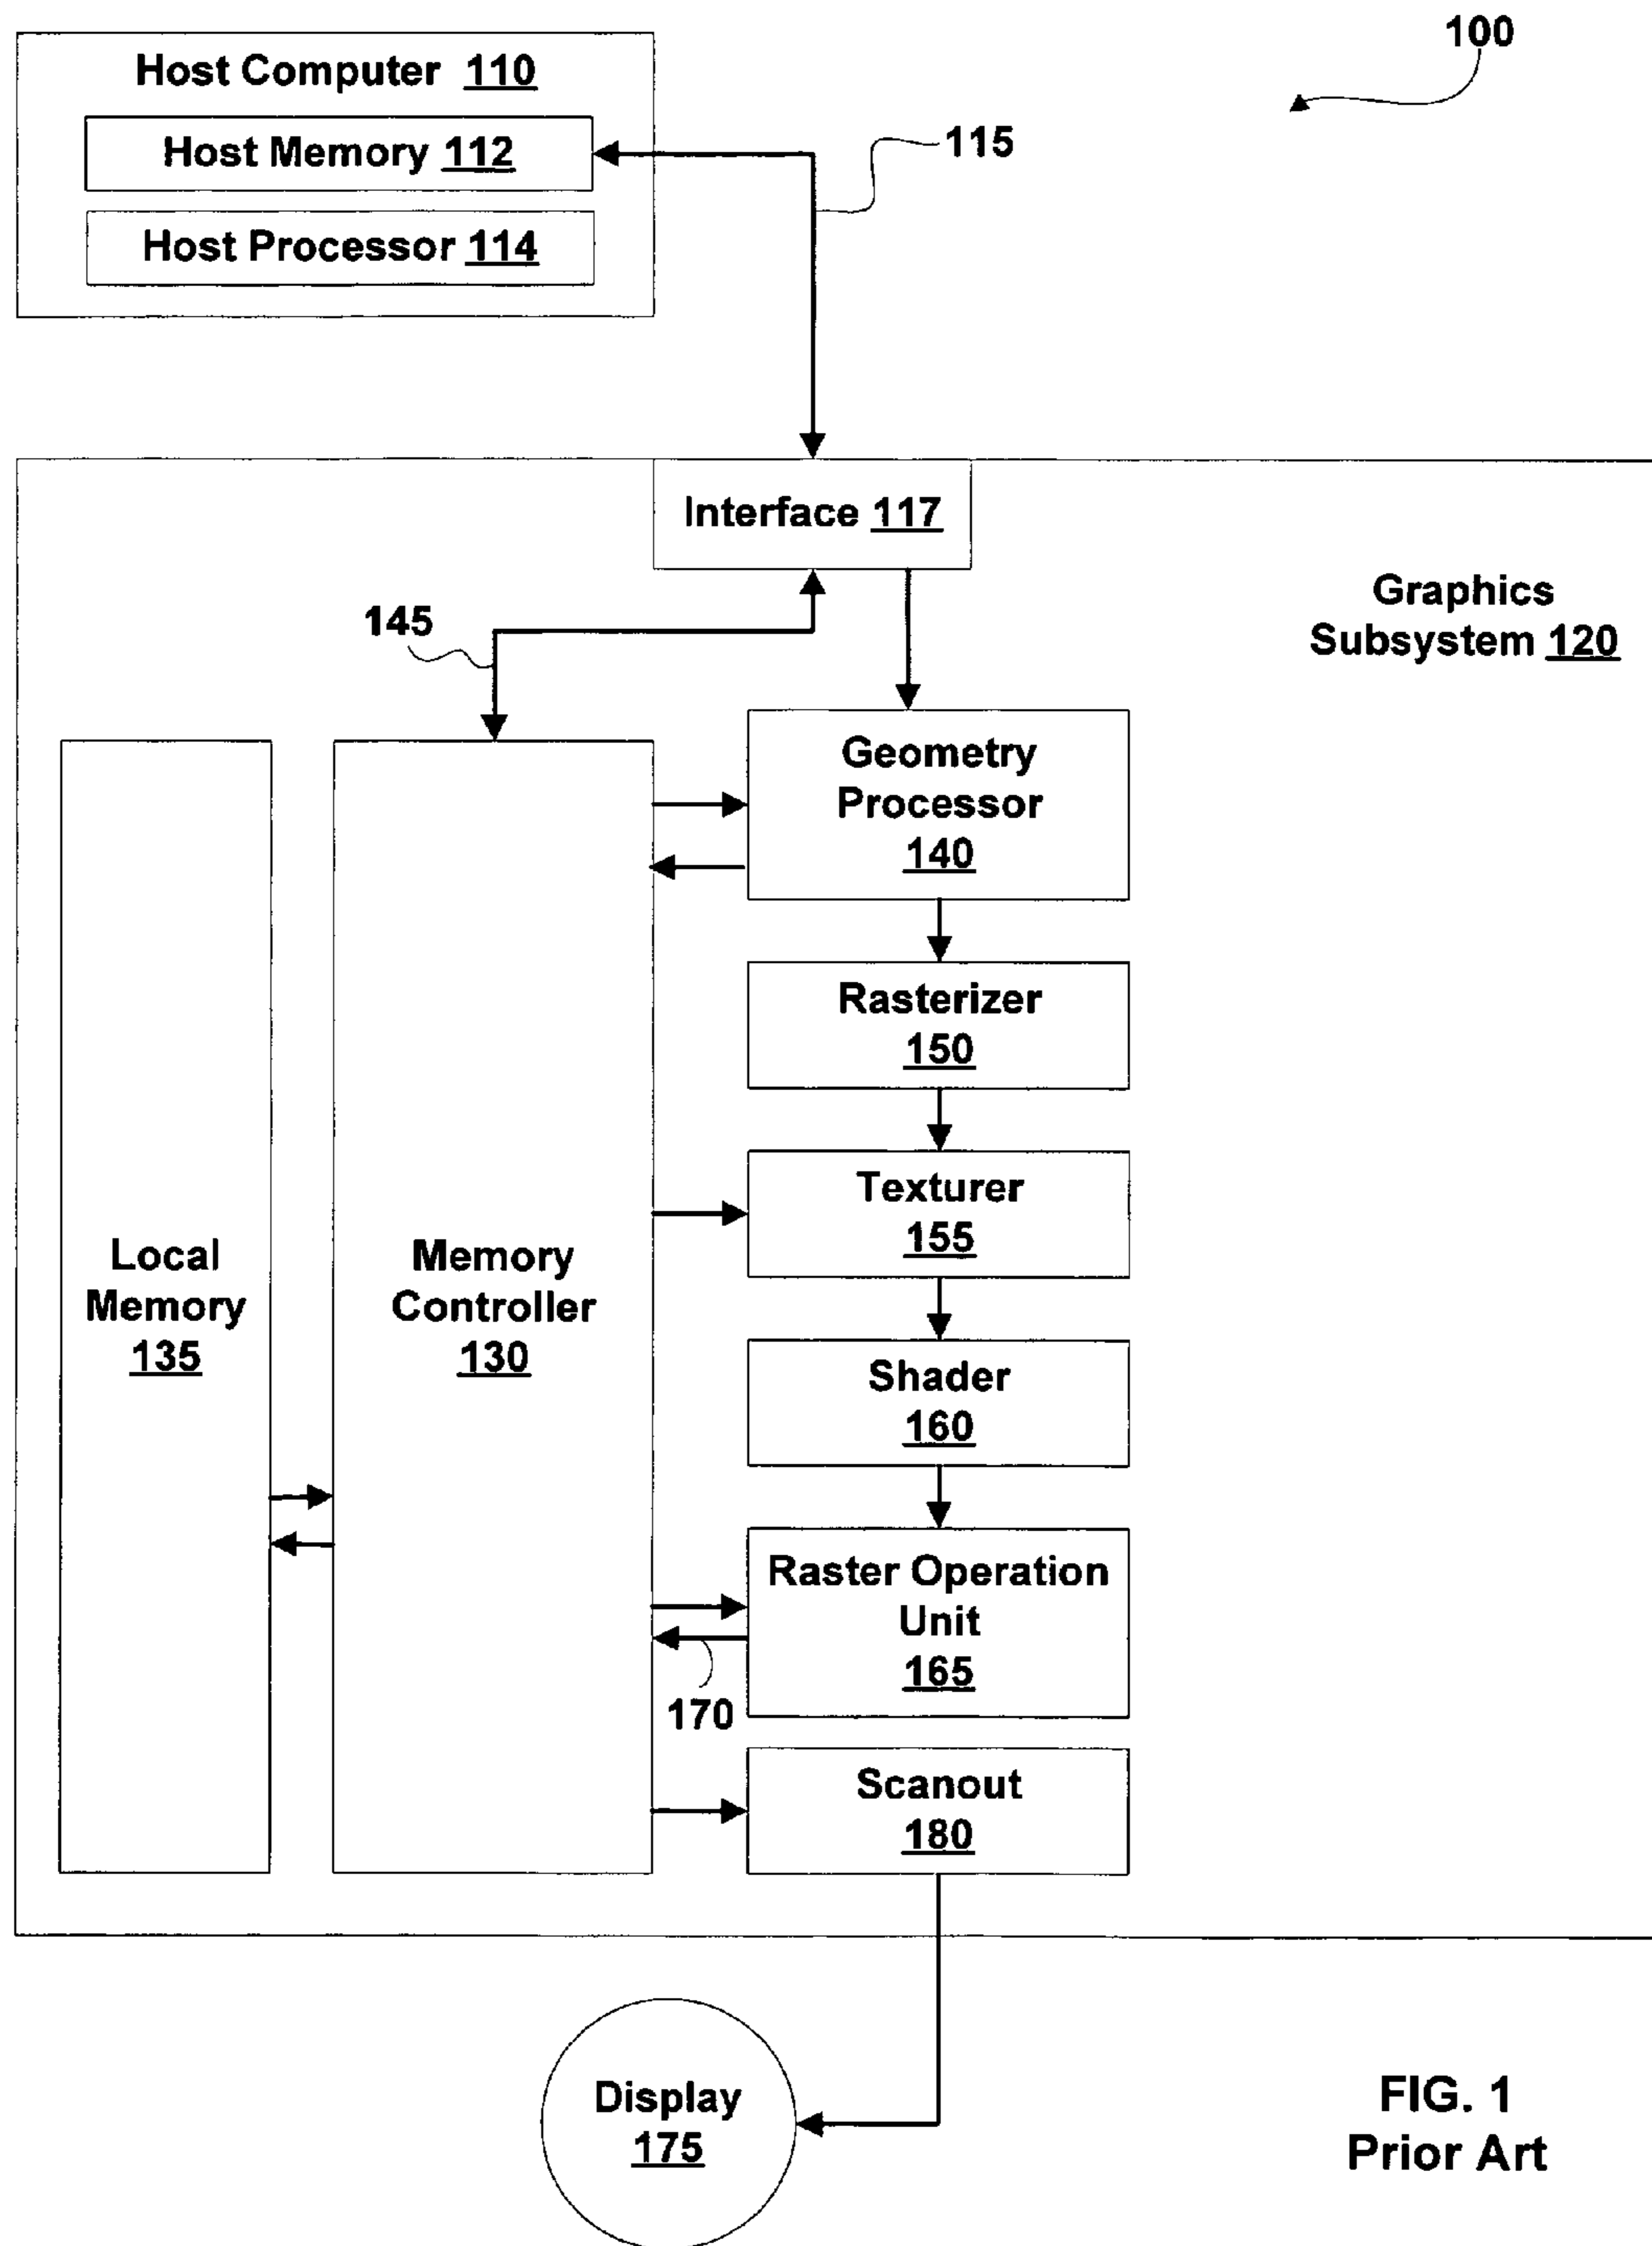 100
Host Computer 110
Host Memory 112
115
Host Processor 114
Interface 117
Graphics
Subsystem 120
145
Geometry
Processor
140
Rasterizer
150
Texturer
155
Local
Memory
135
Memory
Controller
130
Shader
160
Raster Operation
Unit
165
170
Scanout
180
Display
175
FIG. 1
Prior Art